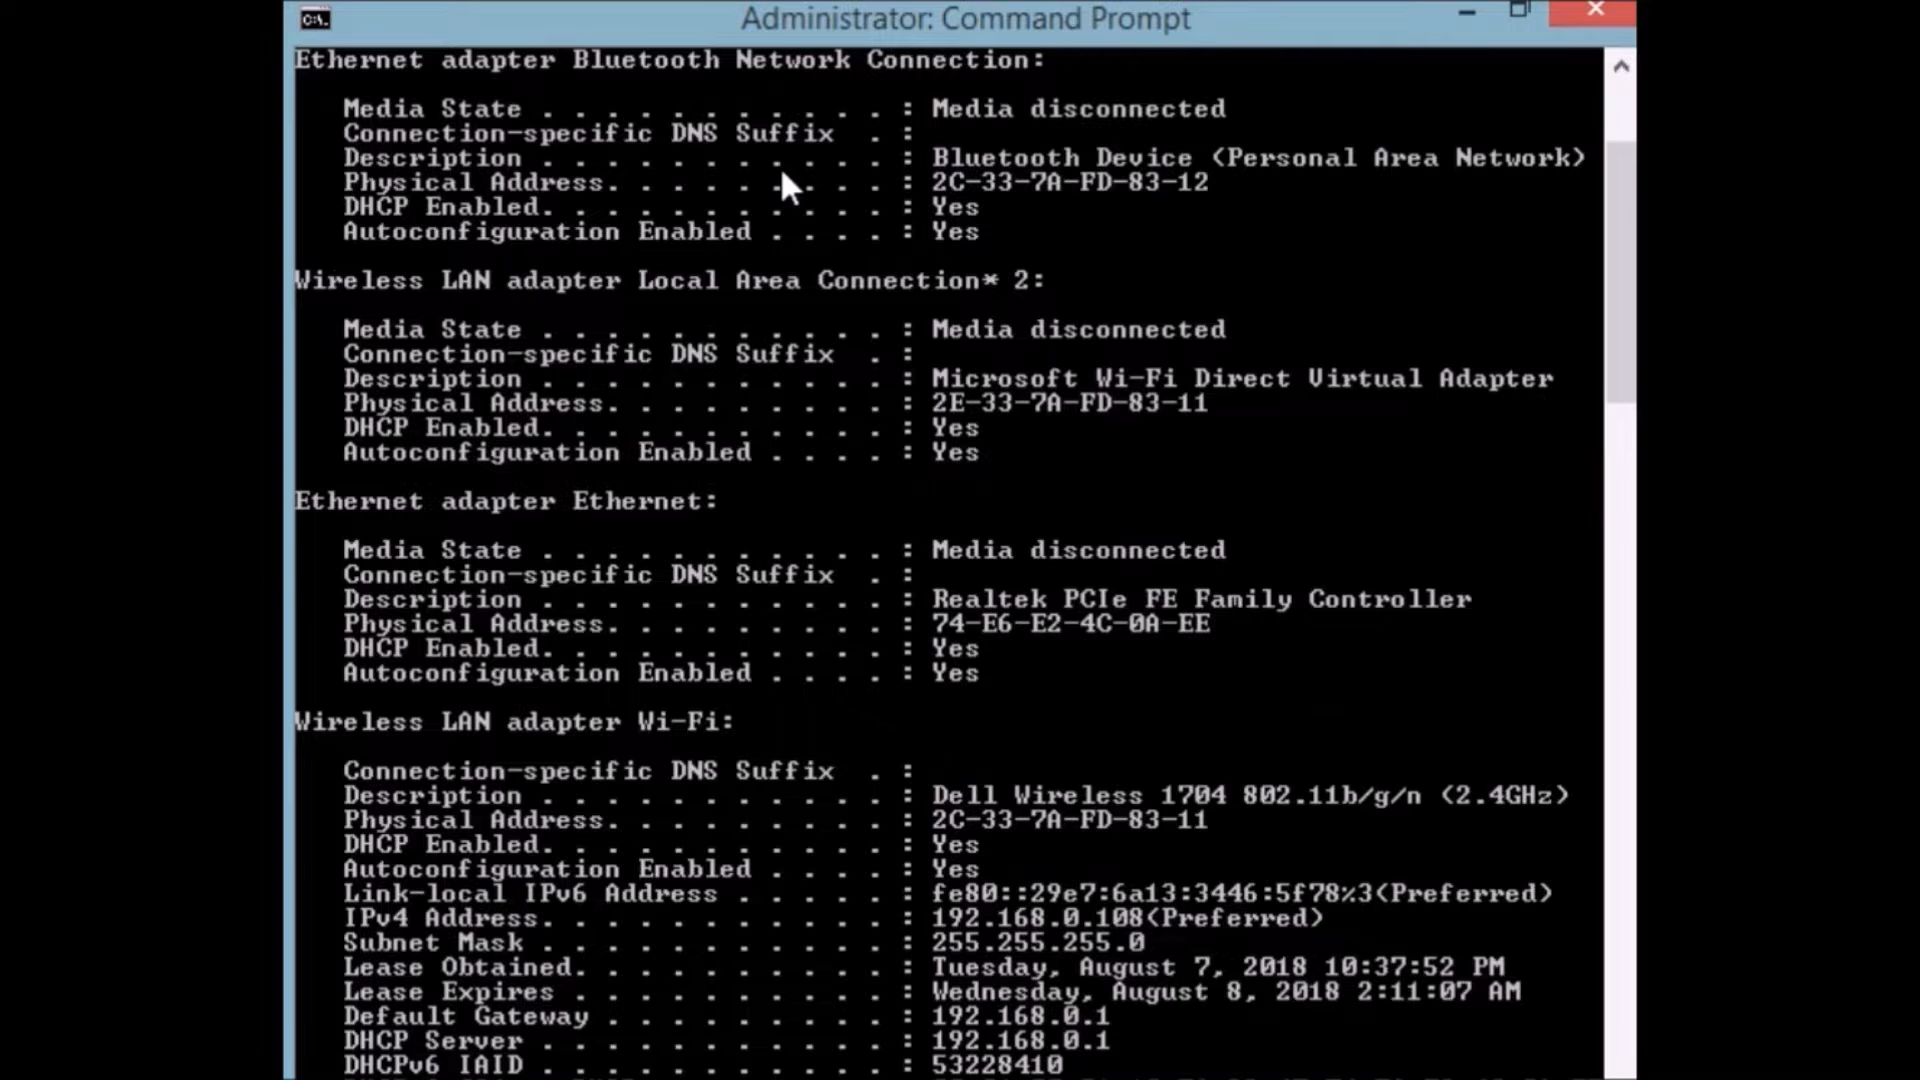 Administrator: Command Prompt
Ethernet adapter Bluetooth Network Connection:
Media State . . . . . . . . . . . : Media disconnected
Connection-specific DNS Suffix  . :
Description . . . . . . . . . . . : Bluetooth Device (Personal Area Network)
Physical Address. . . . . . . . . : 2C-33-7A-FD-83-12
DHCP Enabled. . . . . . . . . . . : Yes
Autoconfiguration Enabled . . . . : Yes
Wireless LAN adapter Local Area Connection* 2:
Media State . . . . . . . . . . . : Media disconnected
Connection-specific DNS Suffix  . :
Description . . . . . . . . . . . : Microsoft Wi-Fi Direct Virtual Adapter
Physical Address. . . . . . . . . : 2E-33-7A-FD-83-11
DHCP Enabled. . . . . . . . . . . : Yes
Autoconfiguration Enabled . . . . : Yes
Ethernet adapter Ethernet:
Media State . . . . . . . . . . . : Media disconnected
Connection-specific DNS Suffix  . :
Description . . . . . . . . . . . : Realtek PCIe FE Family Controller
Physical Address. . . . . . . . . : 74-E6-E2-4C-0A-EE
DHCP Enabled. . . . . . . . . . . : Yes
Autoconfiguration Enabled . . . . : Yes
Wireless LAN adapter Wi-Fi:
Connection-specific DNS Suffix  . :
Description . . . . . . . . . . . : Dell Wireless 1704 802.11b/g/n (2.4GHz)
Physical Address. . . . . . . . . : 2C-33-7A-FD-83-11
DHCP Enabled. . . . . . . . . . . : Yes
Autoconfiguration Enabled . . . . : Yes
Link-local IPv6 Address . . . . . : fe80::29e7:6a13:3446:5f78%3(Preferred)
IPv4 Address. . . . . . . . . . . : 192.168.0.108(Preferred)
Subnet Mask . . . . . . . . . . . : 255.255.255.0
Lease Obtained. . . . . . . . . . : Tuesday, August 7, 2018 10:37:52 PM
Lease Expires . . . . . . . . . . : Wednesday, August 8, 2018 2:11:07 AM
Default Gateway . . . . . . . . . : 192.168.0.1
DHCP Server . . . . . . . . . . . : 192.168.0.1
DHCPv6 IAID . . . . . . . . . . . : 53228410